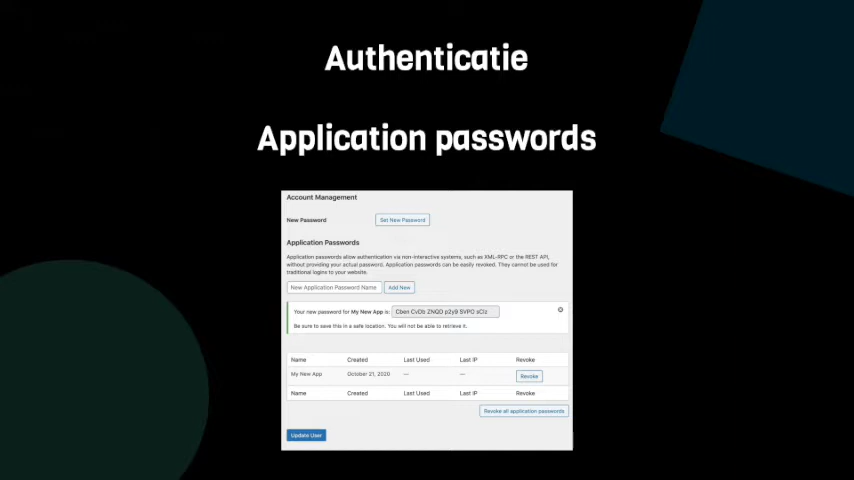 Authenticatie
Application passwords
Account Management
New Password
Set New Password
Application Passwords
Application passwords allow authentication via non-interactive systems, such as XML-RPC or the REST API,
without providing your actual password. Application passwords can be easily revoked. They cannot be used for
traditional logins to your website.
New Application Password Name
Add New
Your new password for My New App is:
Be sure to save this in a safe location. You will not be able to retrieve it.
Name Created Last Used Last IP Revoke
My New App October 21, 2020 — — Revoke
Name Created Last Used Last IP Revoke
Revoke all application passwords
Update User